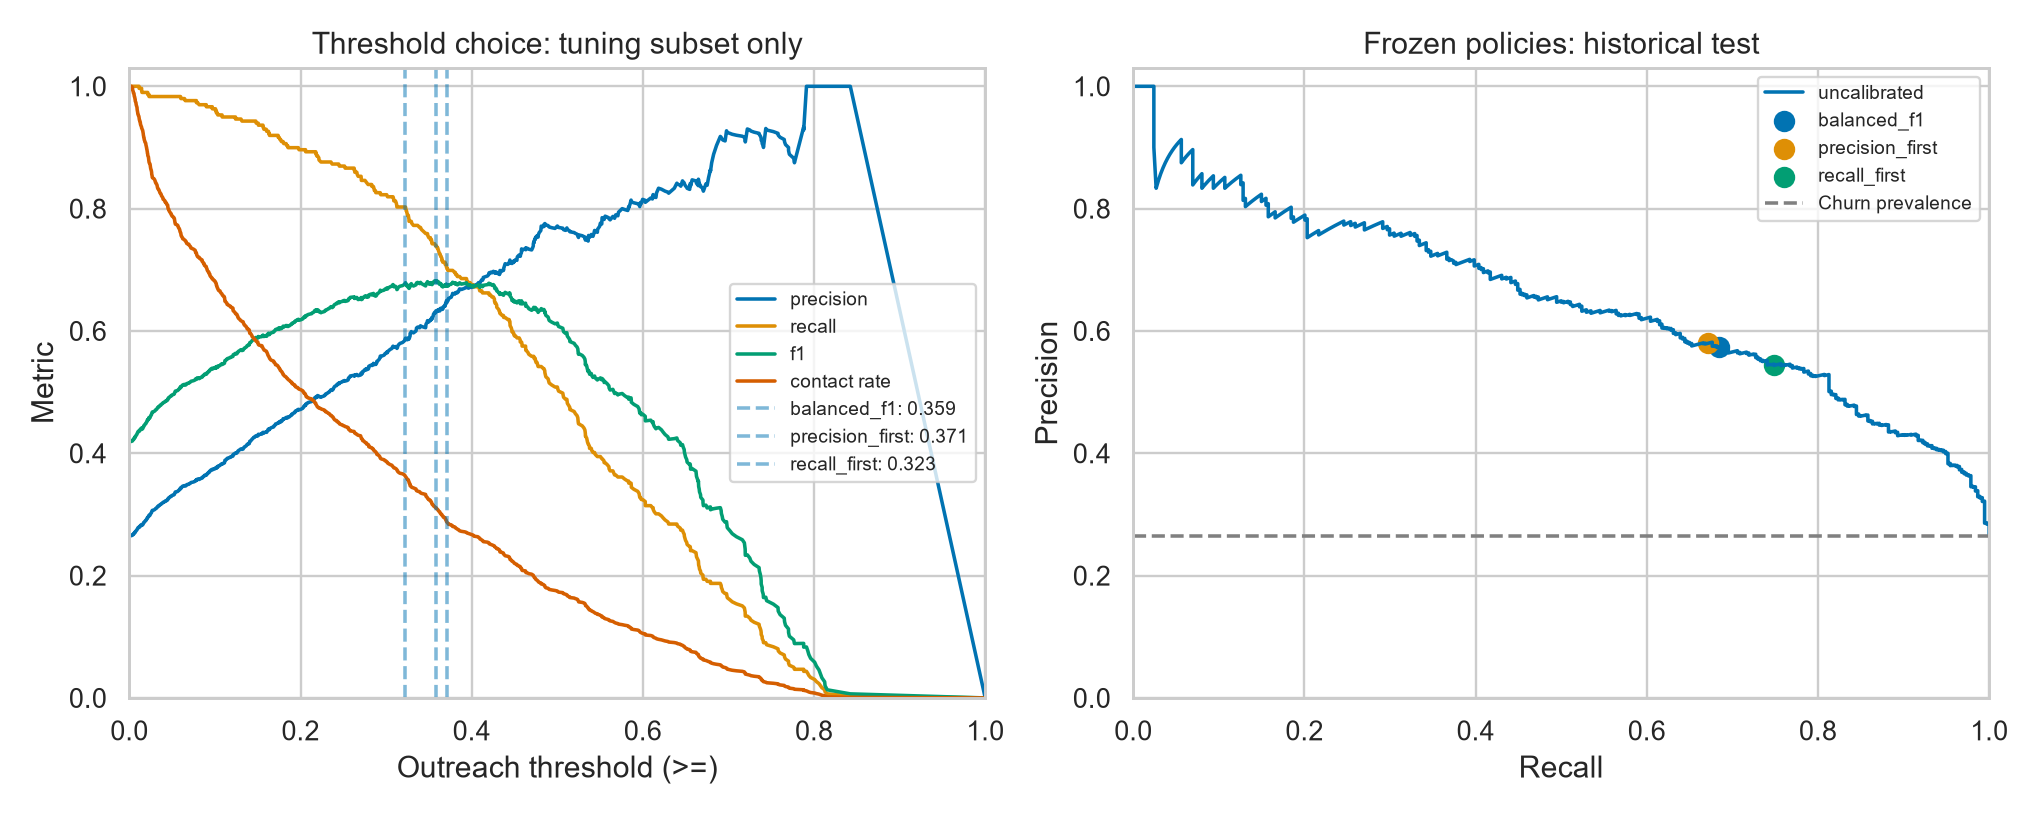 Threshold choice: tuning subset only
Metric
1.0
0.8
0.6
0.4
0.2
0.0
0.0 0.2 0.4 0.6 0.8 1.0
Outreach threshold (>=)
precision
recall
f1
contact rate
balanced_f1: 0.359
precision_first: 0.371
recall_first: 0.323
Frozen policies: historical test
Precision
1.0
0.8
0.6
0.4
0.2
0.0
0.0 0.2 0.4 0.6 0.8 1.0
Recall
uncalibrated
balanced_f1
precision_first
recall_first
Churn prevalence